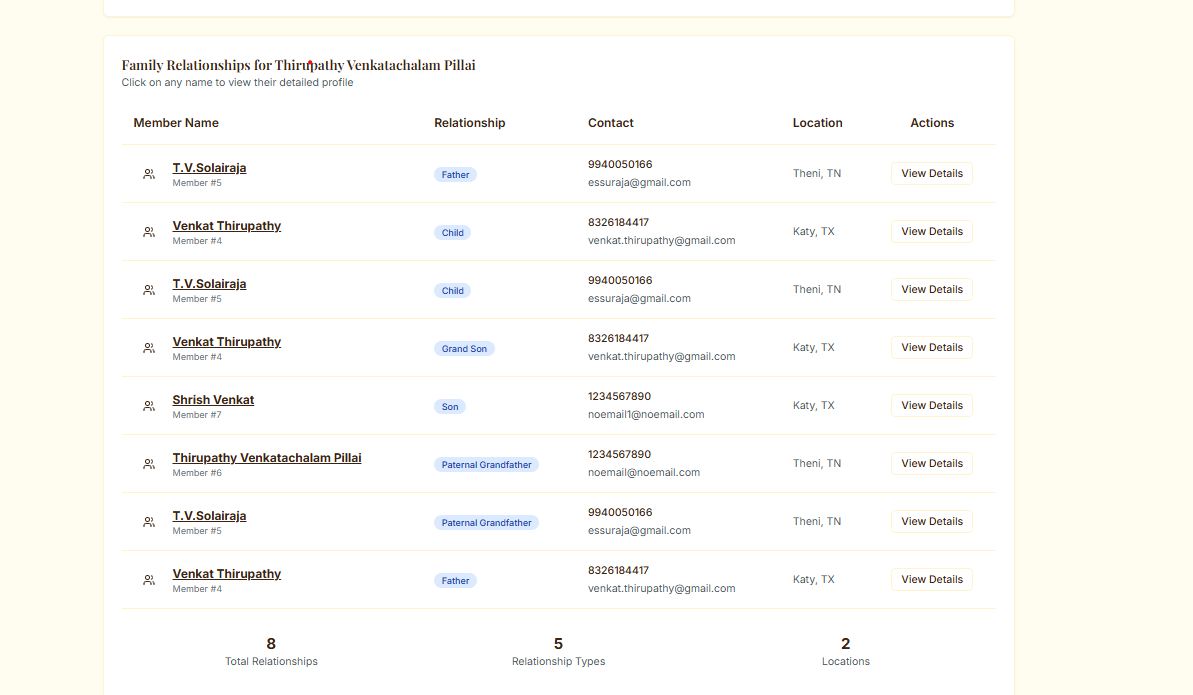 Family Relationships for Thirupathy Venkatachalam Pillai
Click on any name to view their detailed profile
Member Name Relationship Contact Location Actions
T.V.Solairaja
Member #5
Father
9940050166
essuraja@gmail.com
Theni, TN
View Details
Venkat Thirupathy
Member #4
Child
8326184417
venkat.thirupathy@gmail.com
Katy, TX
View Details
T.V.Solairaja
Member #5
Child
9940050166
essuraja@gmail.com
Theni, TN
View Details
Venkat Thirupathy
Member #4
Grand Son
8326184417
venkat.thirupathy@gmail.com
Katy, TX
View Details
Shrish Venkat
Member #7
Son
1234567890
noemail1@noemail.com
Katy, TX
View Details
Thirupathy Venkatachalam Pillai
Member #6
Paternal Grandfather
1234567890
noemail@noemail.com
Theni, TN
View Details
T.V.Solairaja
Member #5
Paternal Grandfather
9940050166
essuraja@gmail.com
Theni, TN
View Details
Venkat Thirupathy
Member #4
Father
8326184417
venkat.thirupathy@gmail.com
Katy, TX
View Details
8
Total Relationships
5
Relationship Types
2
Locations